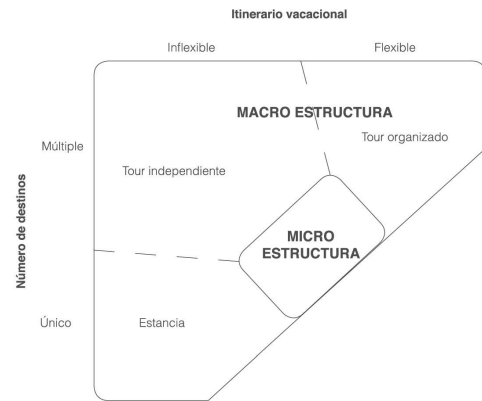 Itinerario vacacional
Inflexible
Flexible
MACRO ESTRUCTURA
Tour organizado
Múltiple
Tour independiente
Número de destinos
MICRO
ESTRUCTURA
Único
Estancia